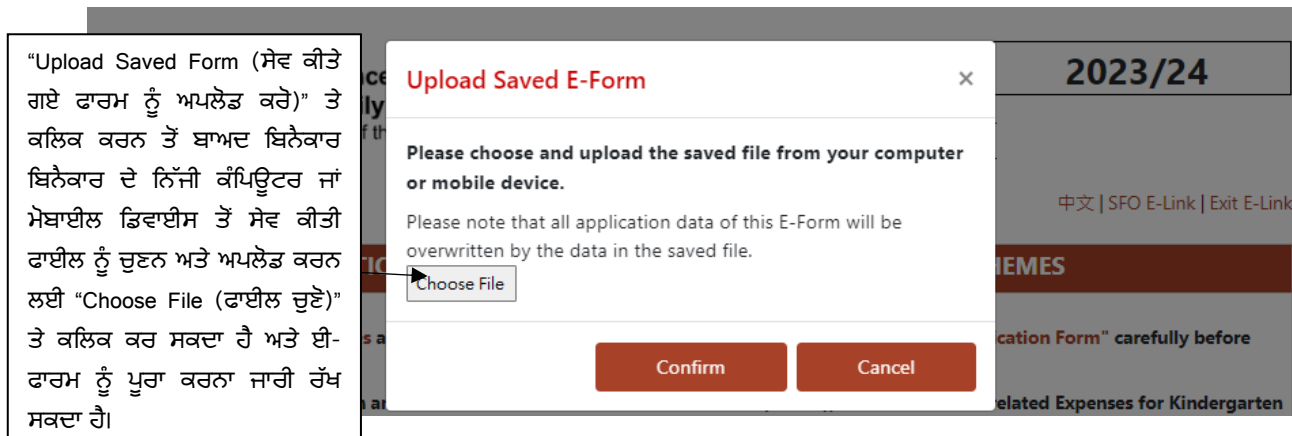 “Upload Saved Form (ਸੇਵ ਕੀਤੇ
ਗਏ ਫਾਰਮ ਨੂੰ ਅਪਲੋਡ ਕਰੋ)” ਤੇ
ਕਲਿਕ ਕਰਨ ਤੋਂ ਬਾਅਦ ਬਿਨੈਕਾਰ
ਬਿਨੈਕਾਰ ਦੇ ਨਿੱਜੀ ਕੰਪਿਊਟਰ ਜਾਂ
ਮੋਬਾਈਲ ਡਿਵਾਈਸ ਤੋਂ ਸੇਵ ਕੀਤੀ
ਫਾਈਲ ਨੂੰ ਚੁਣਨ ਅਤੇ ਅਪਲੋਡ ਕਰਨ
ਲਈ “Choose File (ਫਾਈਲ ਚੁਣੋ)”
ਤੇ ਕਲਿਕ ਕਰ ਸਕਦਾ ਹੈ ਅਤੇ ਈ-
ਫਾਰਮ ਨੂੰ ਪੂਰਾ ਕਰਨਾ ਜਾਰੀ ਰੱਖ
ਸਕਦਾ ਹੈ।
Upload Saved E-Form ×
Please choose and upload the saved file from your computer
or mobile device.
Please note that all application data of this E-Form will be
overwritten by the data in the saved file.
Choose File
Confirm Cancel
2023/24
中文 | SFO E-Link | Exit E-Link
EMES
cation Form" carefully before
elated Expenses for Kindergarten